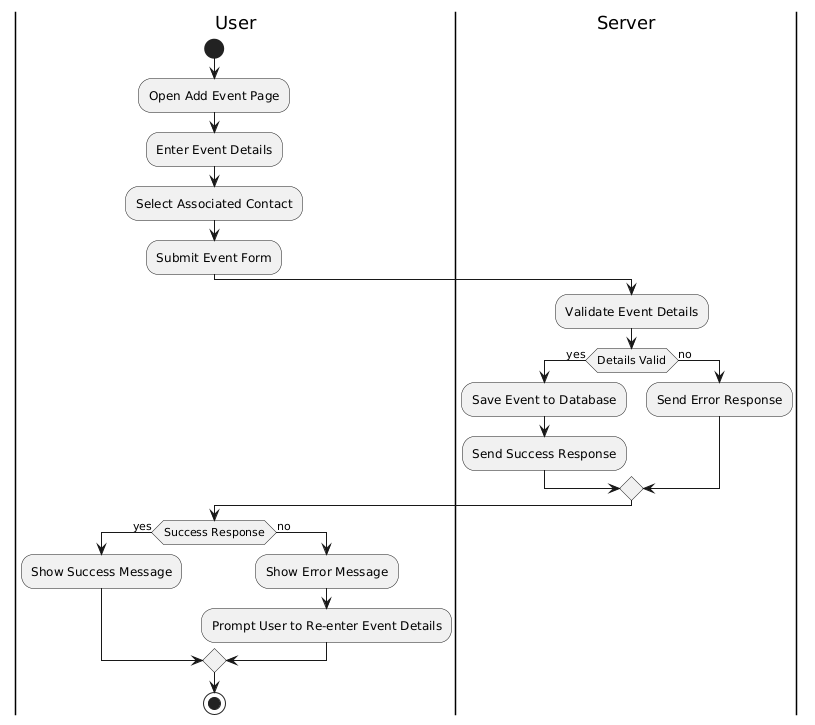 User
Server
Open Add Event Page
Enter Event Details
Select Associated Contact
Submit Event Form
Validate Event Details
yes
Details Valid
no
Save Event to Database
Send Error Response
Send Success Response
yes
Success Response
no
Show Success Message
Show Error Message
Prompt User to Re-enter Event Details